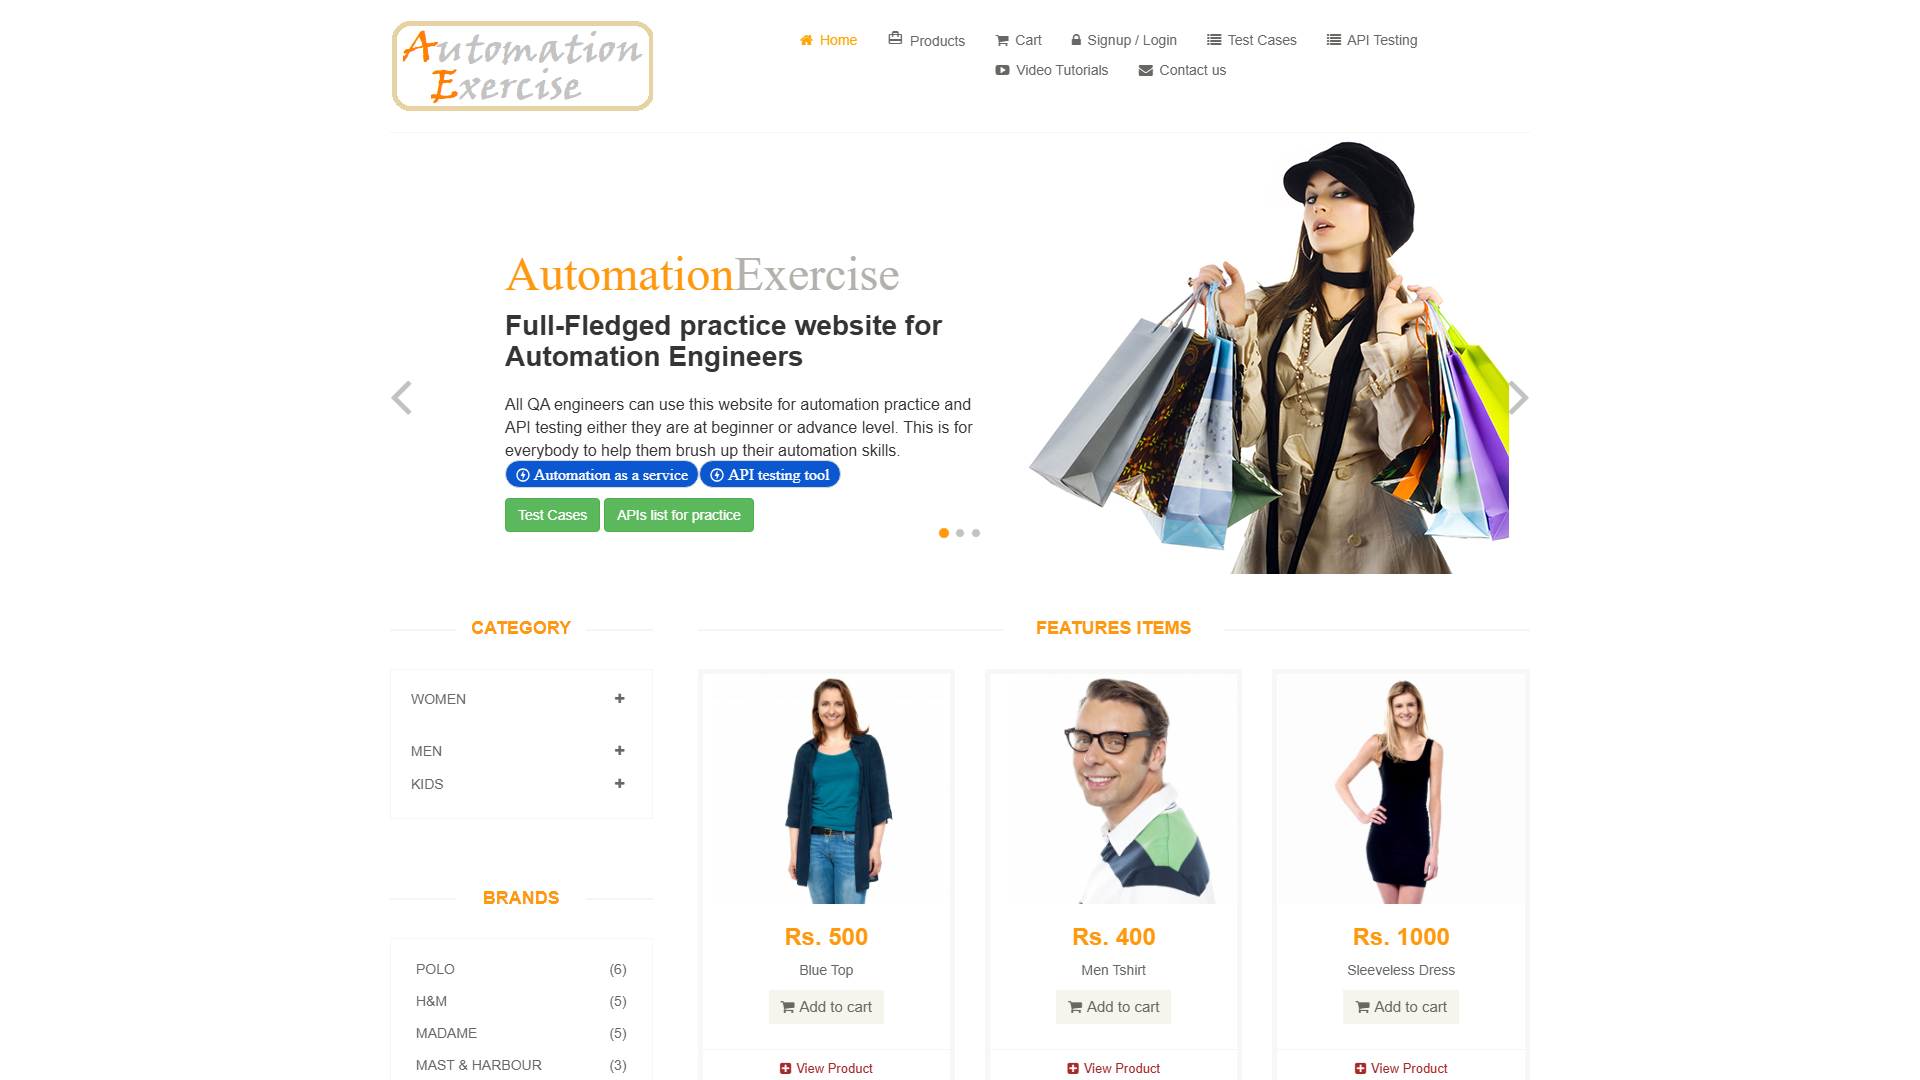 Automation
Exercise
Home
Products
Cart
Signup / Login
Test Cases
API Testing
Video Tutorials
Contact us
AutomationExercise
Full-Fledged practice website for
Automation Engineers
All QA engineers can use this website for automation practice and
API testing either they are at beginner or advance level. This is for
everybody to help them brush up their automation skills.
Automation as a service API testing tool
Test Cases APIs list for practice
CATEGORY
WOMEN
MEN
KIDS
BRANDS
POLO (6)
H&M (5)
MADAME (5)
MAST & HARBOUR (3)
FEATURES ITEMS
Rs. 500
Blue Top
Add to cart
View Product
Rs. 400
Men Tshirt
Add to cart
View Product
Rs. 1000
Sleeveless Dress
Add to cart
View Product